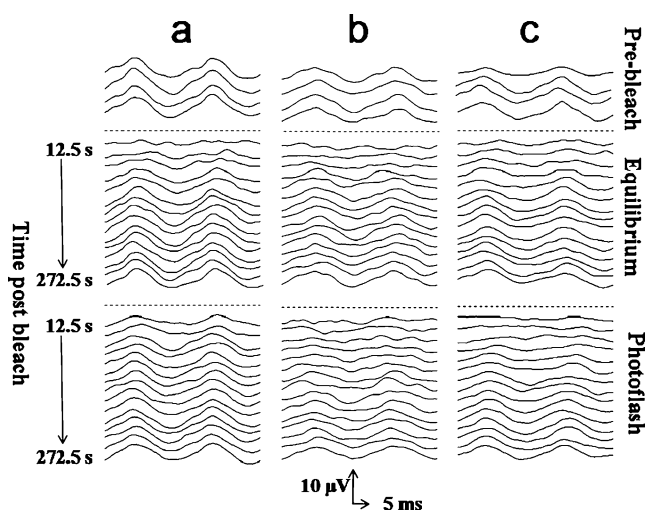 a b c
Pre-bleach
12.5 s
Equilibrium
272.5 s
Time post bleach
12.5 s
Photoflash
272.5 s
10 µV
5 ms